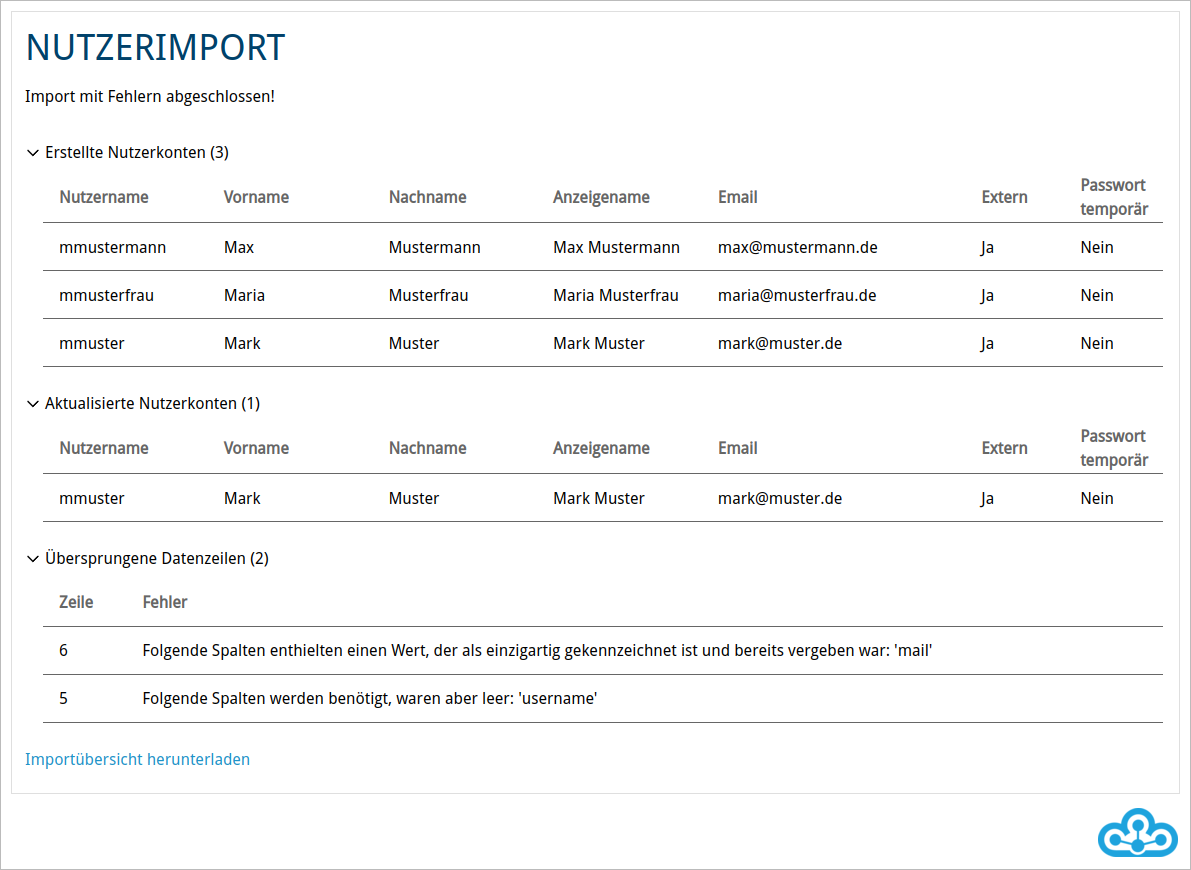 NUTZERIMPORT
Import mit Fehlern abgeschlossen!
Erstellte Nutzerkonten (3)
Nutzername Vorname Nachname Anzeigename Email Extern Passwort temporär
mmustermann Max Mustermann Max Mustermann max@mustermann.de Ja Nein
mmusterfrau Maria Musterfrau Maria Musterfrau maria@musterfrau.de Ja Nein
mmuster Mark Muster Mark Muster mark@muster.de Ja Nein
Aktualisierte Nutzerkonten (1)
Nutzername Vorname Nachname Anzeigename Email Extern Passwort temporär
mmuster Mark Muster Mark Muster mark@muster.de Ja Nein
Übersprungene Datenzeilen (2)
Zeile Fehler
6 Folgende Spalten enthielten einen Wert, der als einzigartig gekennzeichnet ist und bereits vergeben war: 'mail'
5 Folgende Spalten werden benötigt, waren aber leer: 'username'
Importübersicht herunterladen